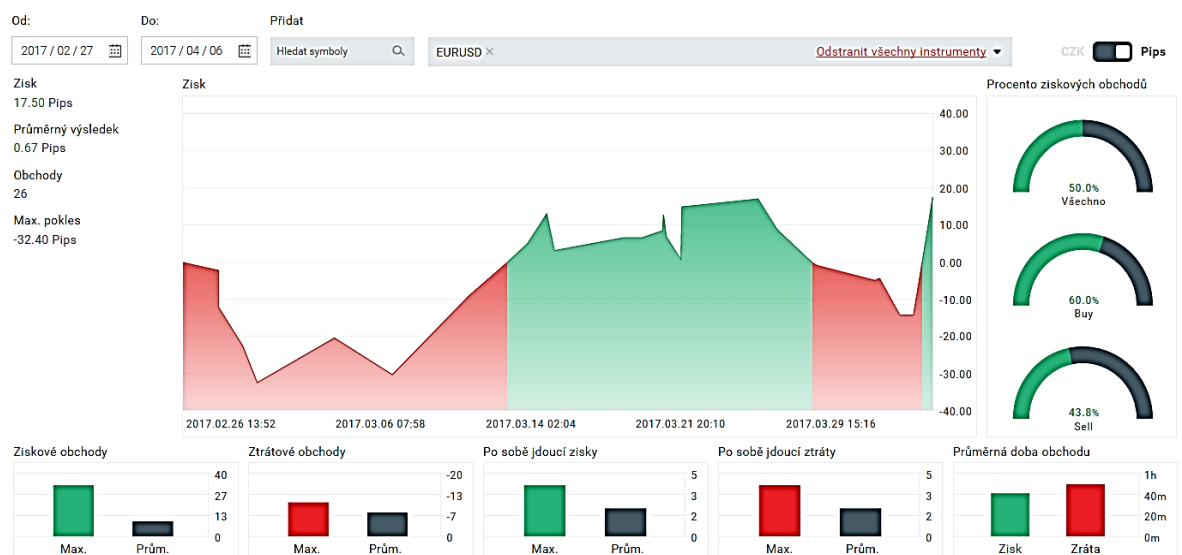 Od:
Do:
Přidat
2017 / 02 / 27
2017 / 04 / 06
Hledat symboly
EURUSD ×
Odstranit všechny instrumenty
CZK
Pips
Zisk
17.50 Pips
Průměrný výsledek
0.67 Pips
Obchody
26
Max. pokles
-32.40 Pips
Zisk
40.00
30.00
20.00
10.00
0.00
-10.00
-20.00
-30.00
-40.00
2017.02.26 13:52
2017.03.06 07:58
2017.03.14 02:04
2017.03.21 20:10
2017.03.29 15:16
Procento ziskových obchodů
50.0%
Všechno
60.0%
Buy
43.8%
Sell
Ziskové obchody
40
27
13
0
Max.
Prům.
Ztrátové obchody
-20
-13
-7
0
Max.
Prům.
Po sobě jdoucí zisky
5
3
2
0
Max.
Prům.
Po sobě jdoucí ztráty
5
3
2
0
Max.
Prům.
Průměrná doba obchodu
1h
40m
20m
0m
Zisk
Zráta